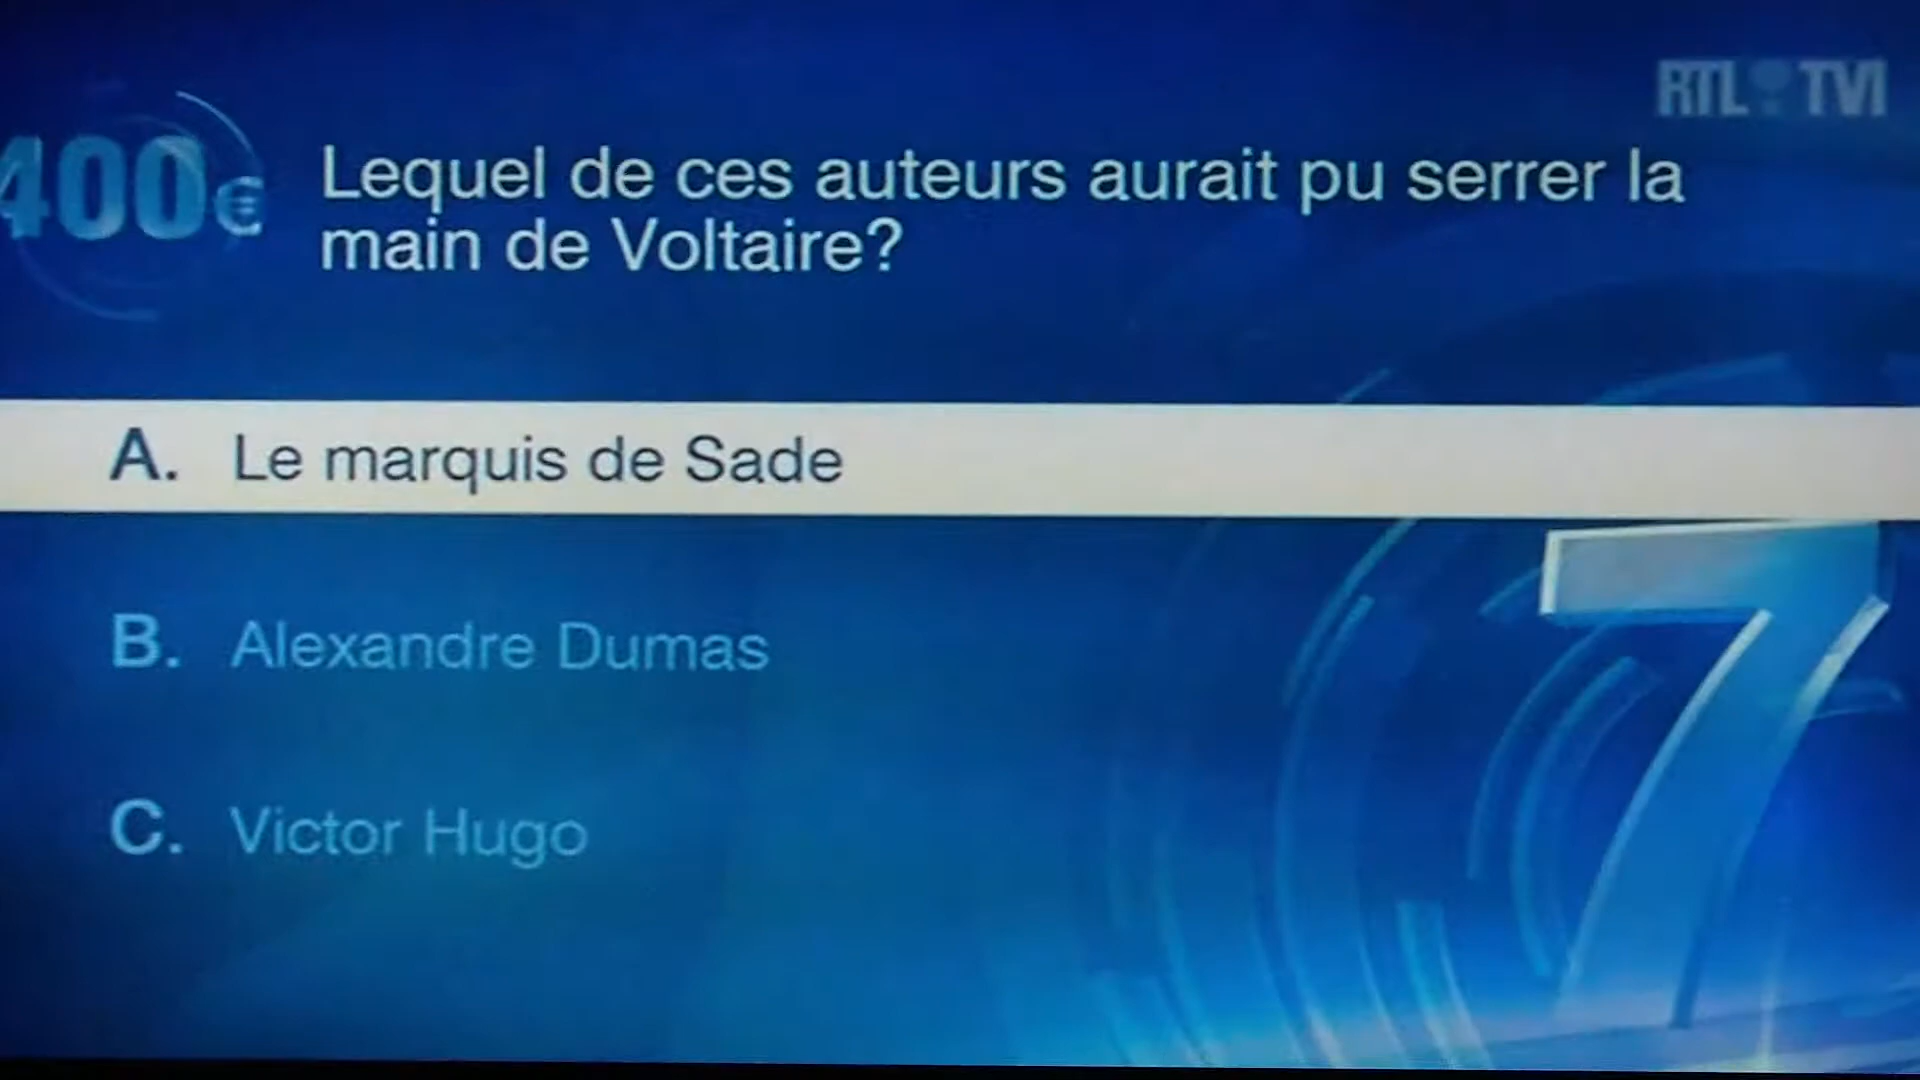 RTL TVI
400€
Lequel de ces auteurs aurait pu serrer la
main de Voltaire?
A. Le marquis de Sade
B. Alexandre Dumas
C. Victor Hugo
7